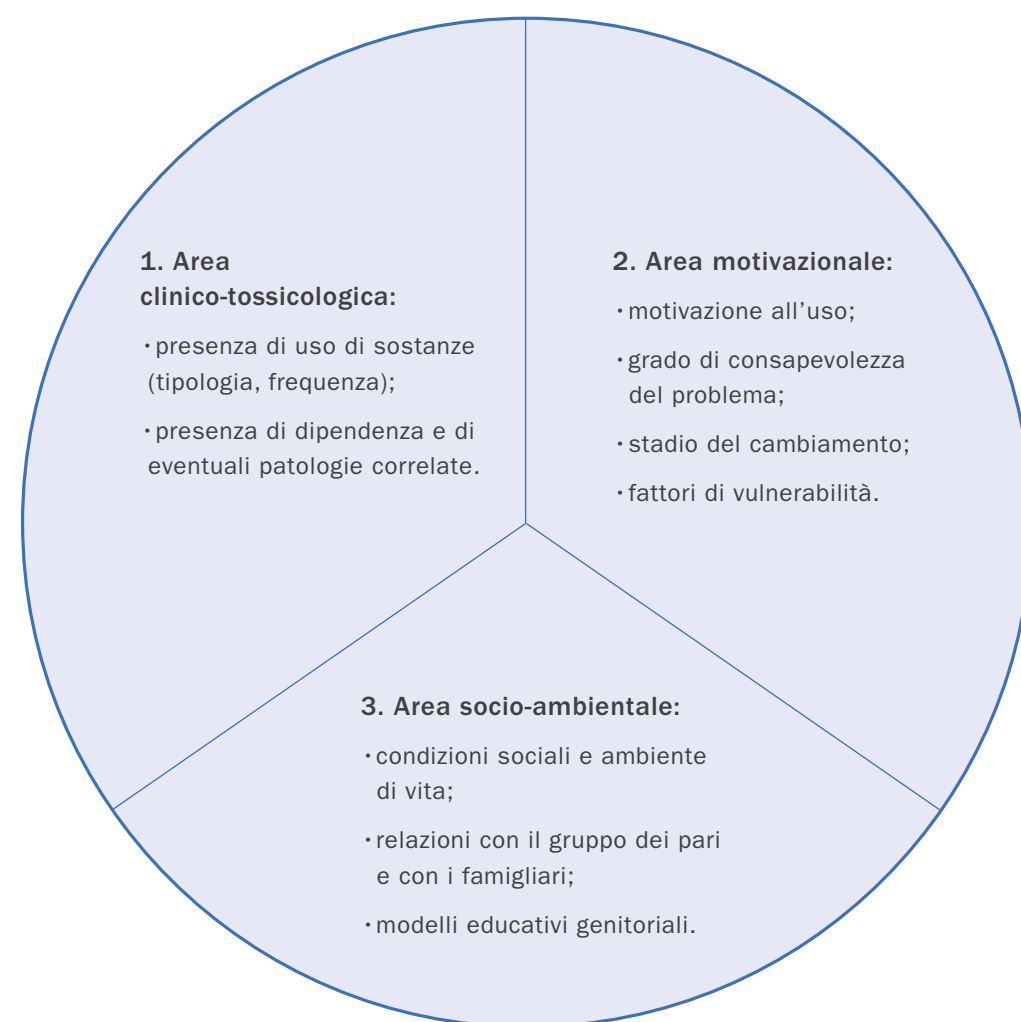 1. Area
clinico-tossicologica:
·presenza di uso di sostanze
(tipologia, frequenza);
·presenza di dipendenza e di
eventuali patologie correlate.
2. Area motivazionale:
·motivazione all’uso;
·grado di consapevolezza
del problema;
·stadio del cambiamento;
·fattori di vulnerabilità.
3. Area socio-ambientale:
·condizioni sociali e ambiente
di vita;
·relazioni con il gruppo dei pari
e con i famigliari;
·modelli educativi genitoriali.